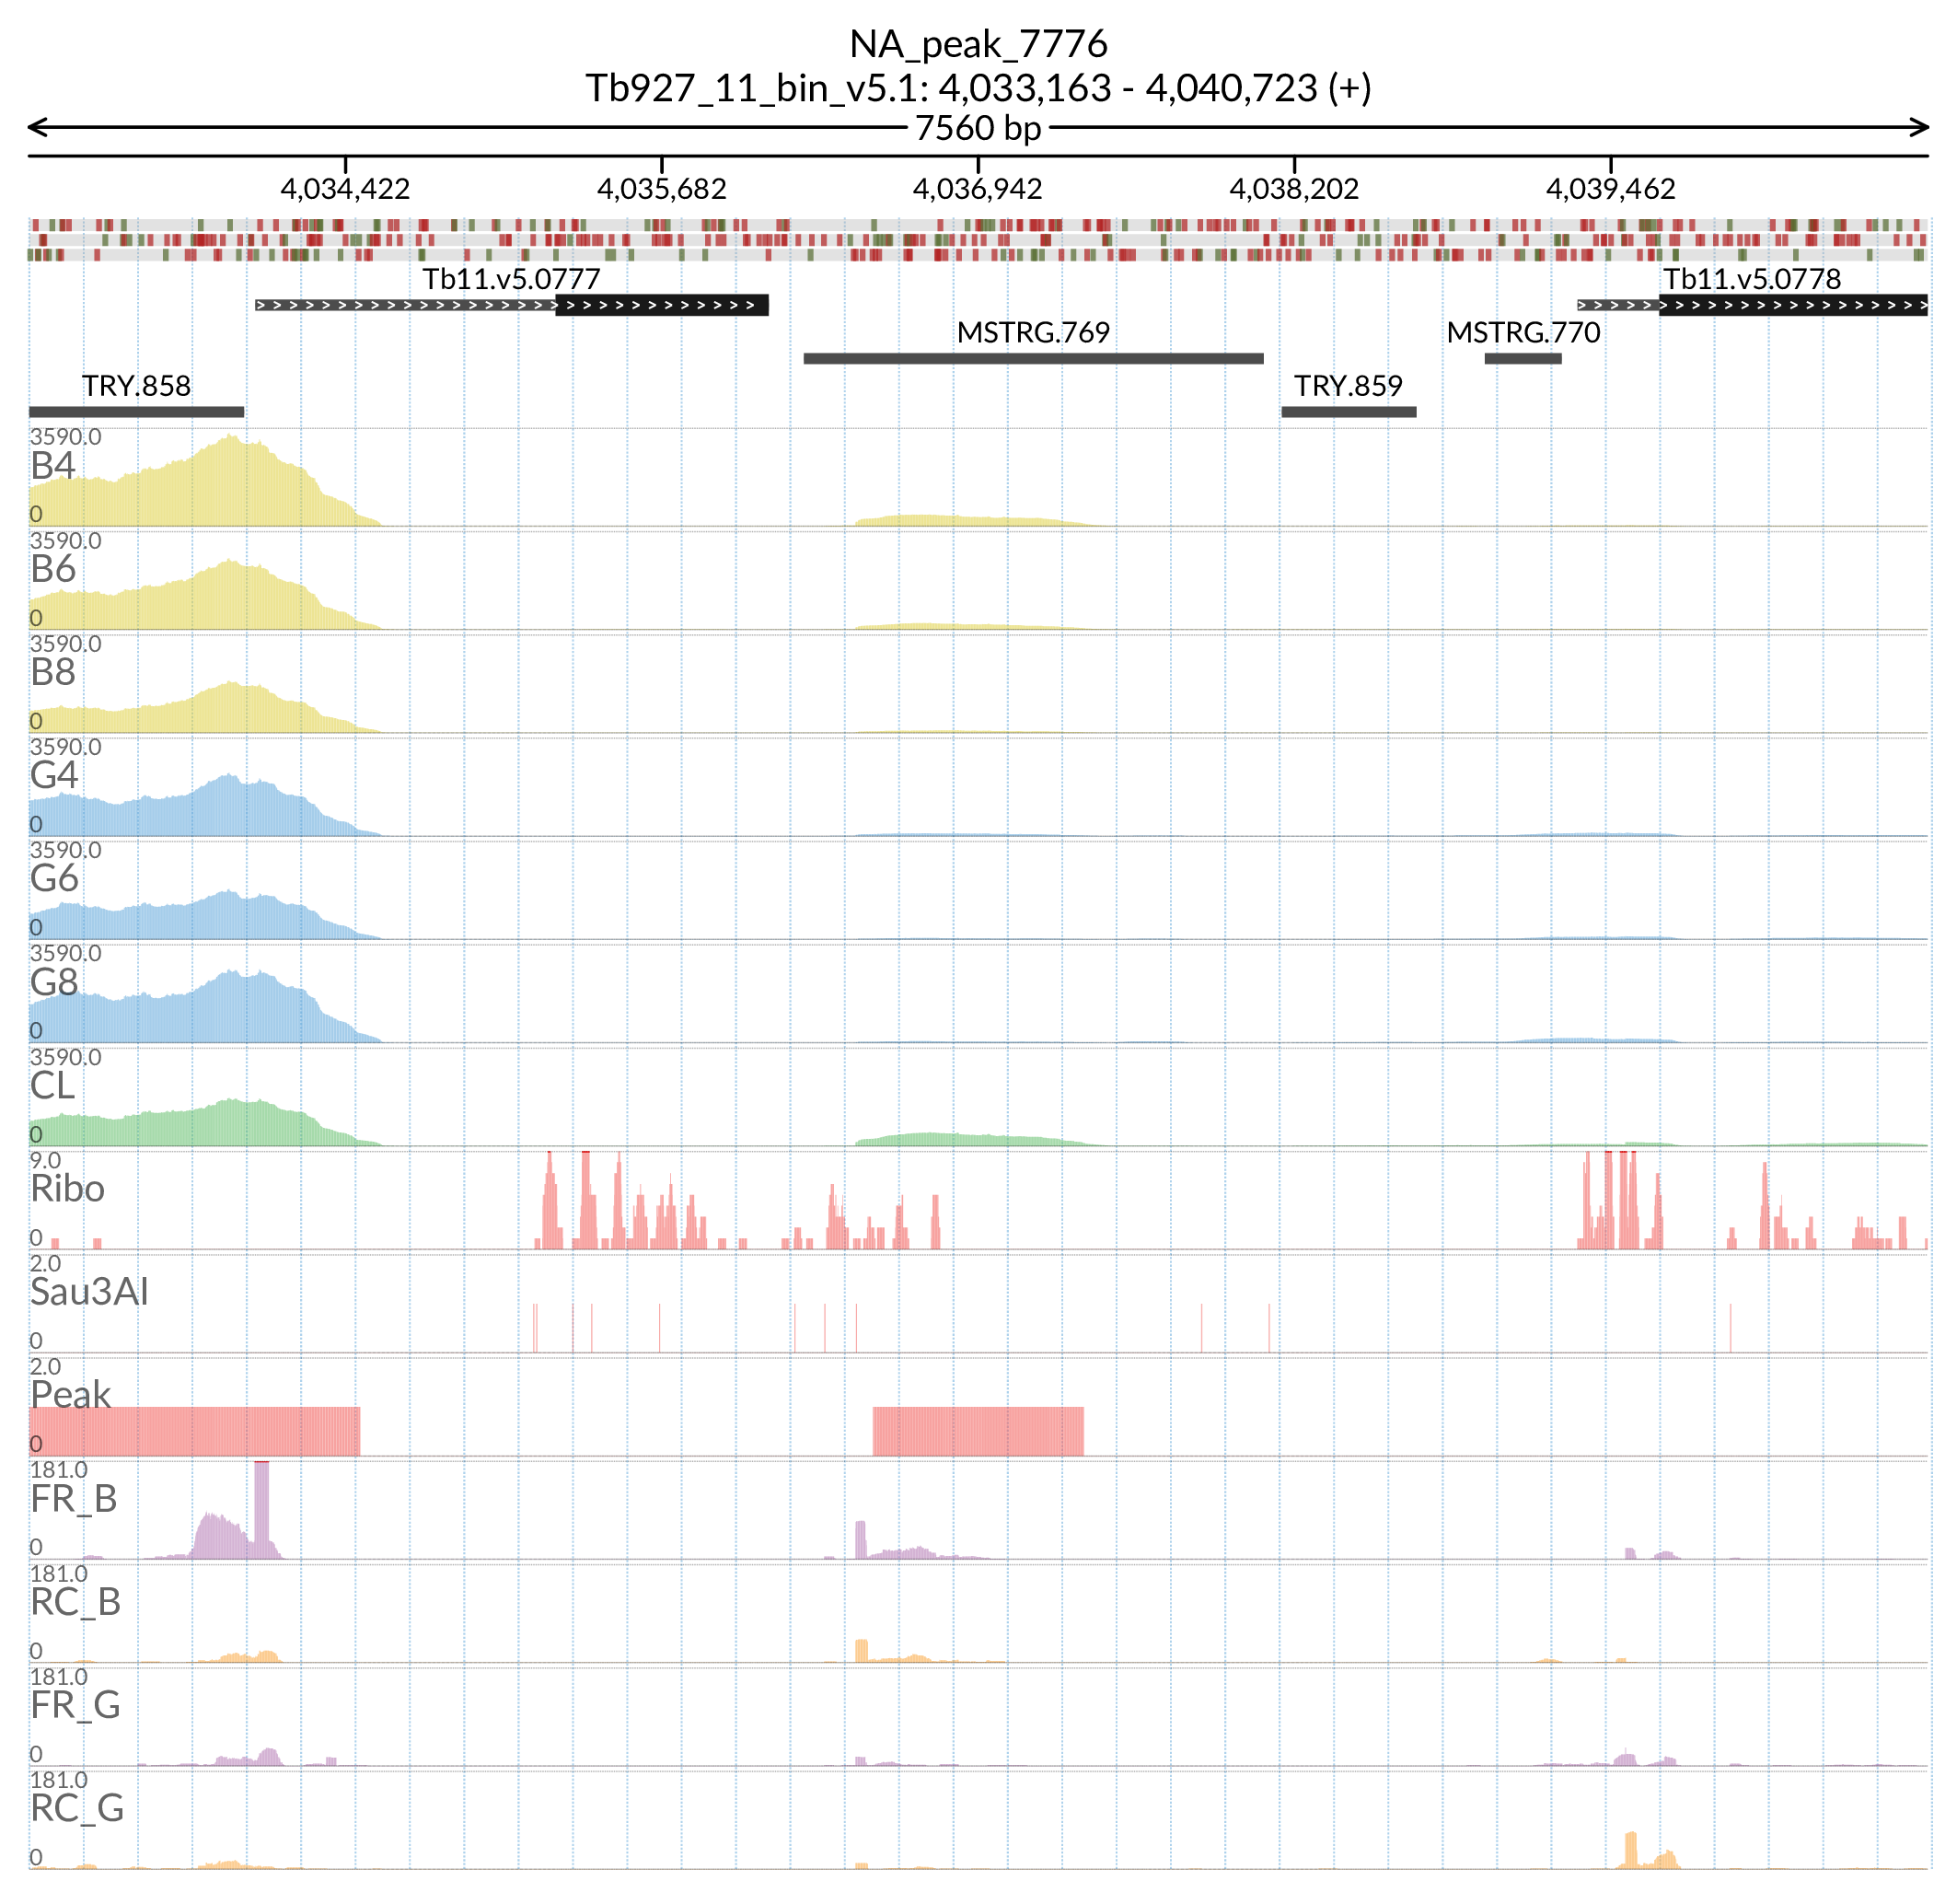 NA_peak_7776
Tb927_11_bin_v5.1: 4,033,163 - 4,040,723 (+)
7560 bp
4,034,422 4,035,682 4,036,942 4,038,202 4,039,462
Tb11.v5.0777 Tb11.v5.0778
MSTRG.769 MSTRG.770
TRY.858 TRY.859
3590.0
B4
0
3590.0
B6
0
3590.0
B8
0
3590.0
G4
0
3590.0
G6
0
3590.0
G8
0
3590.0
CL
0
9.0
Ribo
0
2.0
Sau3AI
0
2.0
Peak
0
181.0
FR_B
0
181.0
RC_B
0
181.0
FR_G
0
181.0
RC_G
0